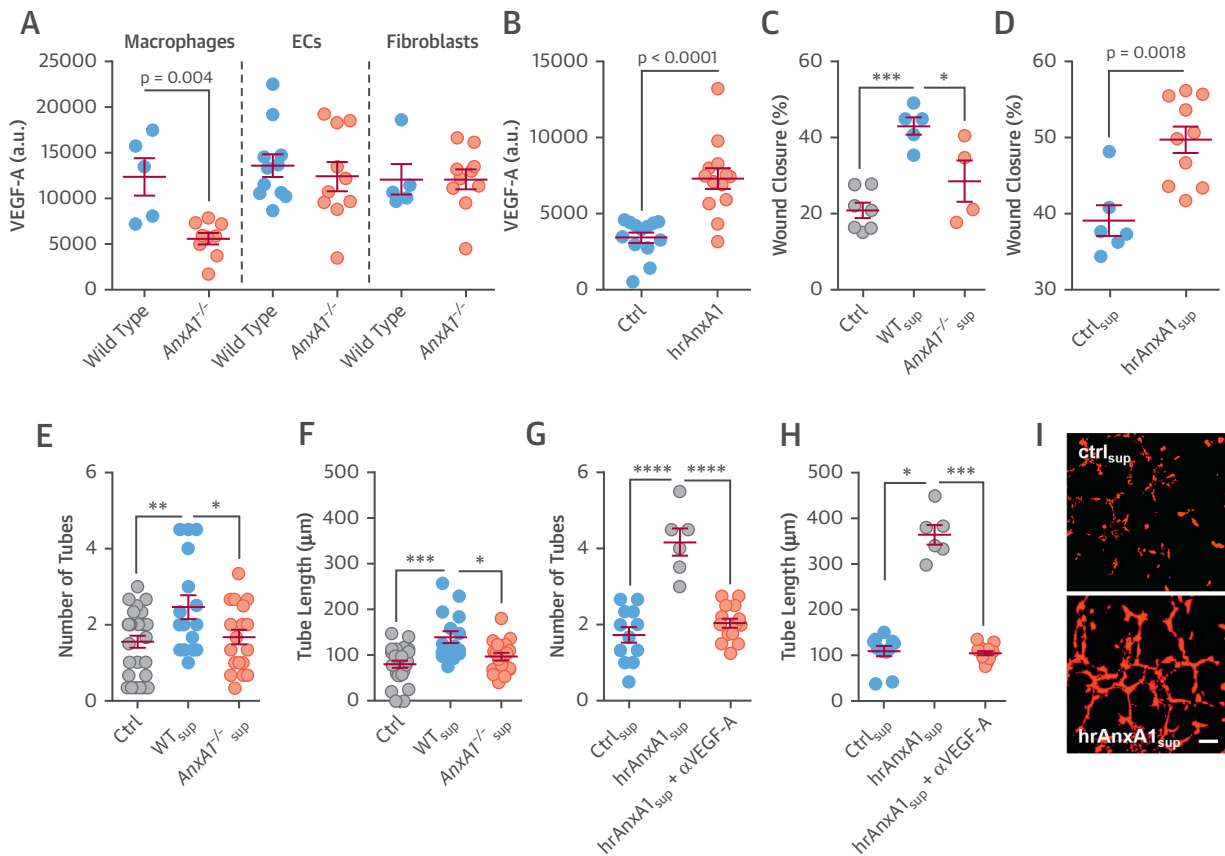 A
Macrophages
ECs
Fibroblasts
p = 0.004
VEGF-A (a.u.)
25000
20000
15000
10000
5000
0
Wild Type
AnxA1-/-
Wild Type
AnxA1-/-
Wild Type
AnxA1-/-
B
p < 0.0001
VEGF-A (a.u.)
15000
10000
5000
0
Ctrl
hrAnxA1
C
*** *
Wound Closure (%)
60
40
20
0
Ctrl
WTsup
AnxA1-/-sup
D
p = 0.0018
Wound Closure (%)
60
50
40
30
Ctrlsup
hrAnxA1sup
E
** *
Number of Tubes
6
4
2
0
Ctrl
WTsup
AnxA1-/-sup
F
*** *
Tube Length (μm)
500
400
300
200
100
0
Ctrl
WTsup
AnxA1-/-sup
G
**** ****
Number of Tubes
6
4
2
0
Ctrlsup
hrAnxA1sup
hrAnxA1sup + αVEGF-A
H
* ***
Tube Length (μm)
500
400
300
200
100
0
Ctrlsup
hrAnxA1sup
hrAnxA1sup + αVEGF-A
I
ctrlsup
hrAnxA1sup